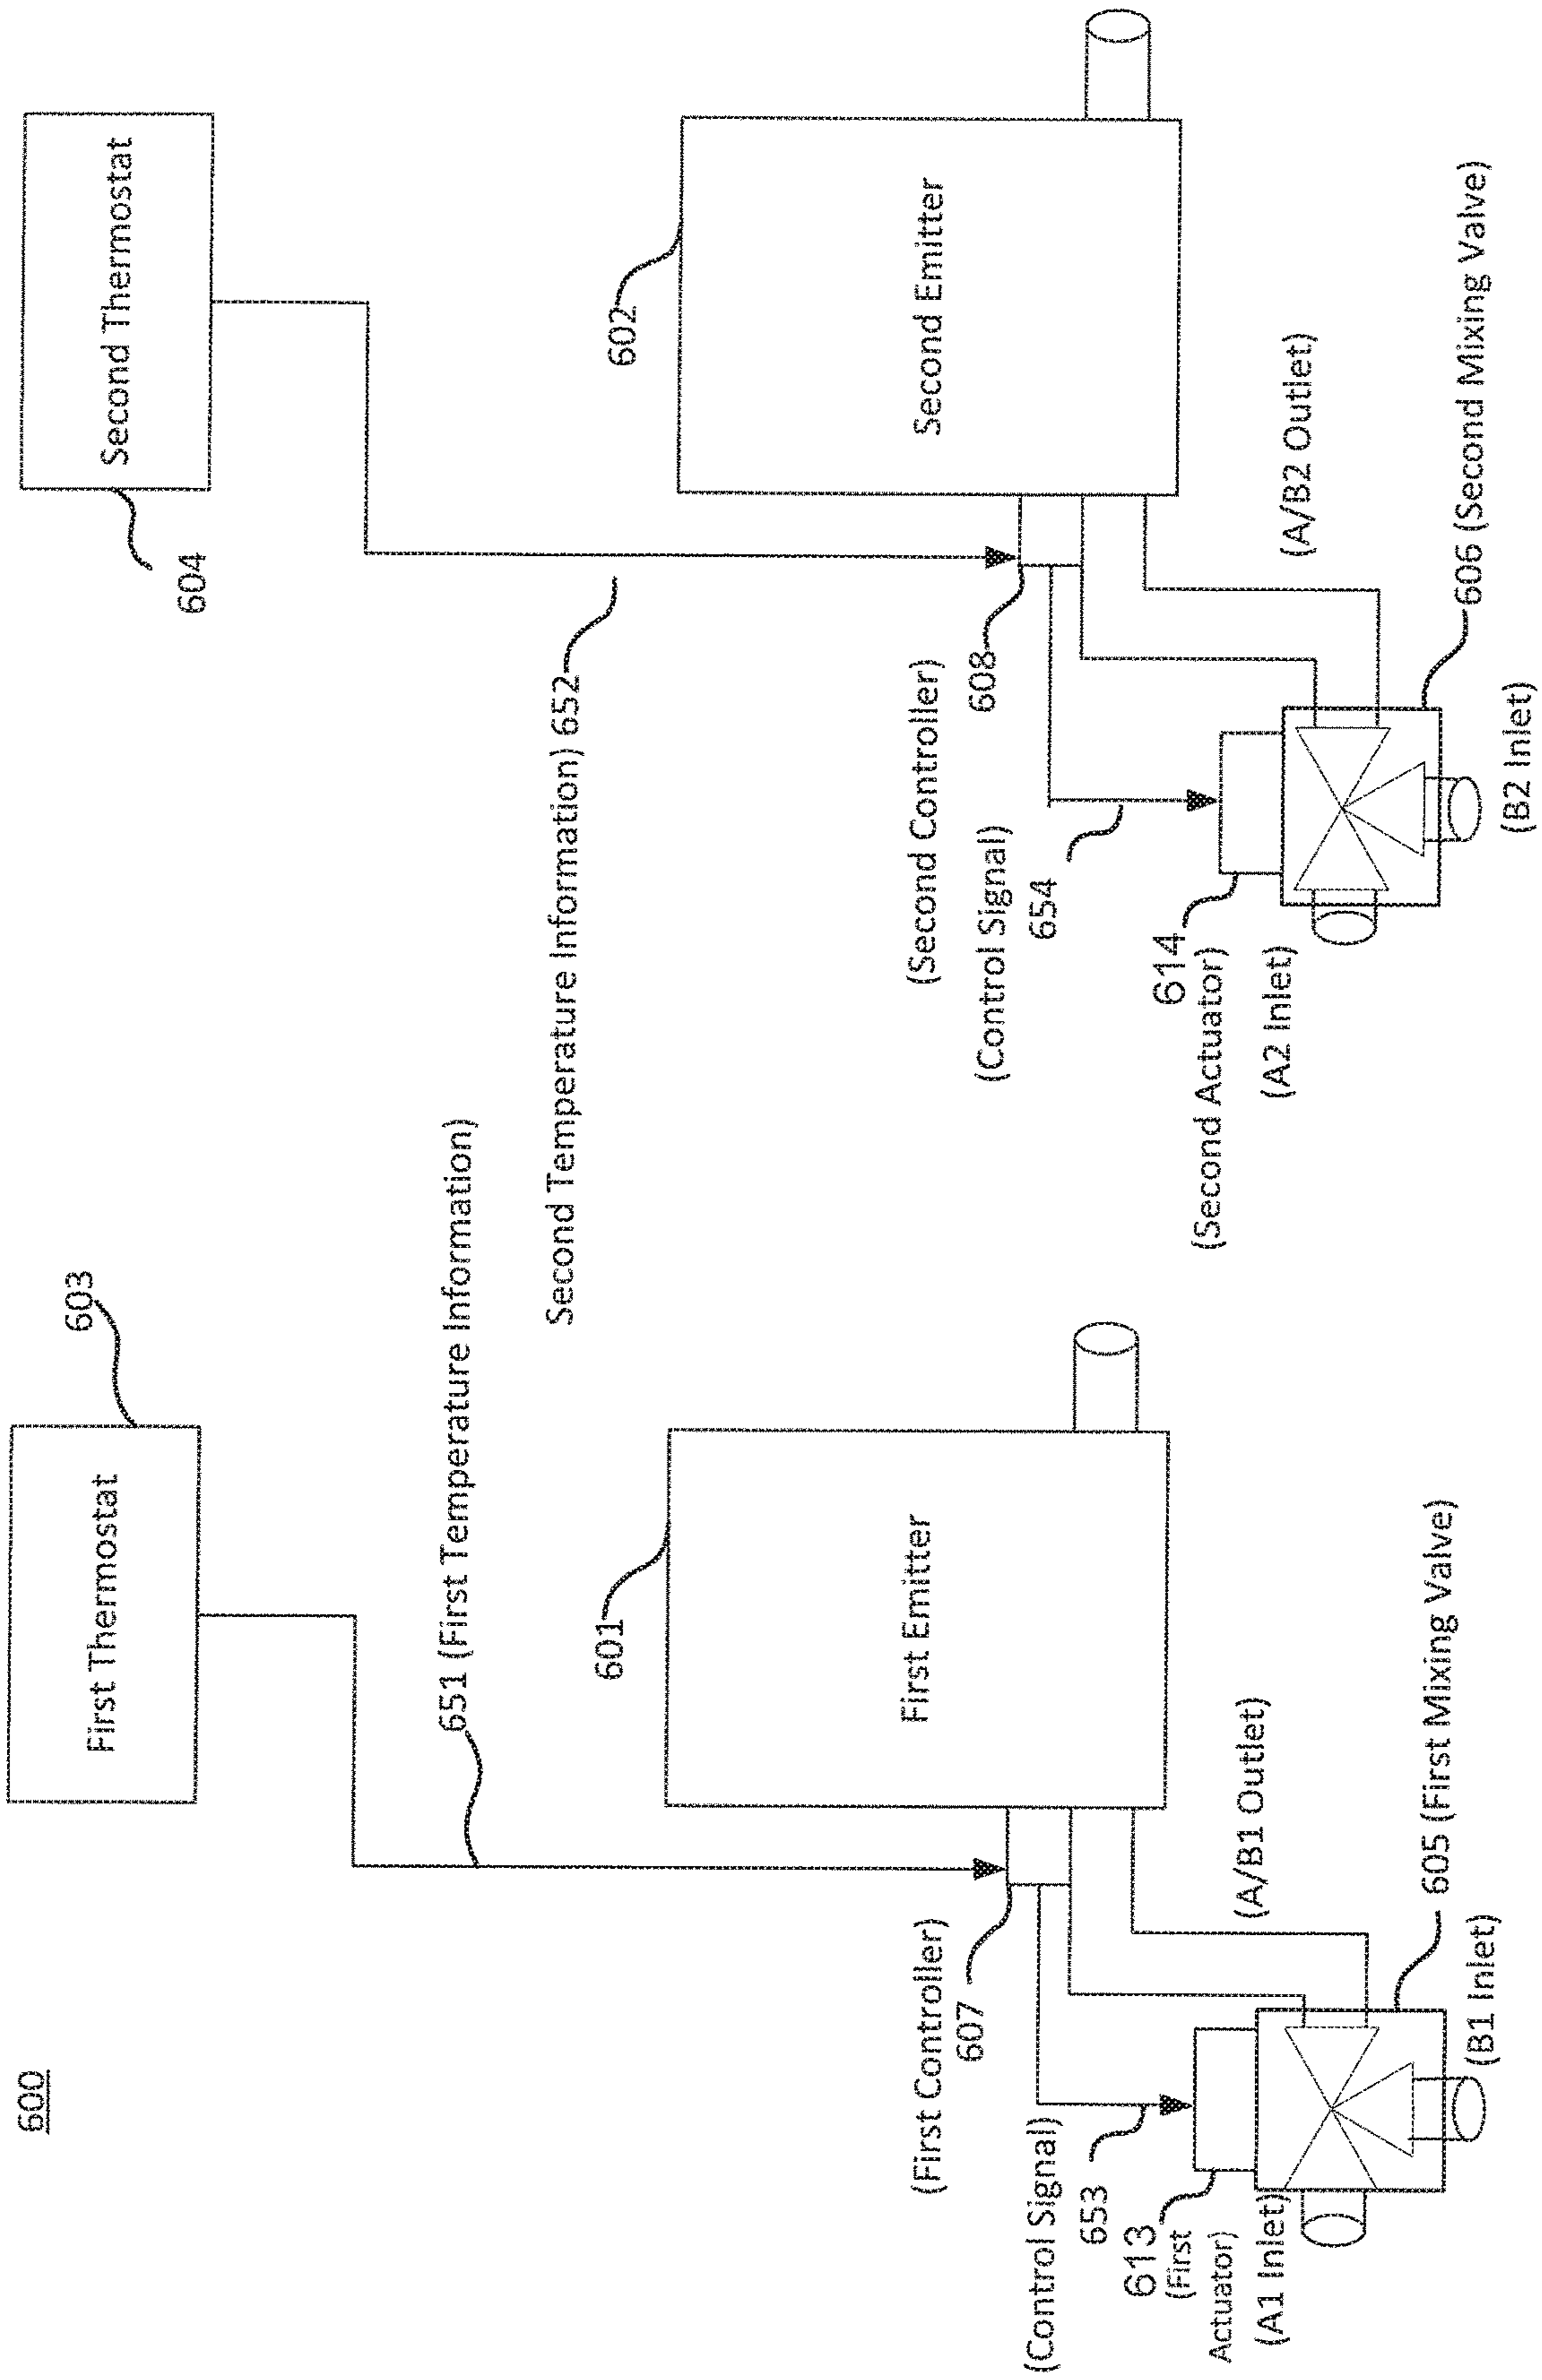 600
603
First Thermostat
604
Second Thermostat
651 (First Temperature Information)
Second Temperature Information) 652
601
First Emitter
602
Second Emitter
(First Controller)
607
(Control Signal)
653
613
(First
Actuator)
(A1 Inlet)
(A/B1 Outlet)
605 (First Mixing Valve)
(B1 Inlet)
(Second Controller)
608
(Control Signal)
654
614
(Second Actuator)
(A2 Inlet)
(A/B2 Outlet)
606 (Second Mixing Valve)
(B2 Inlet)